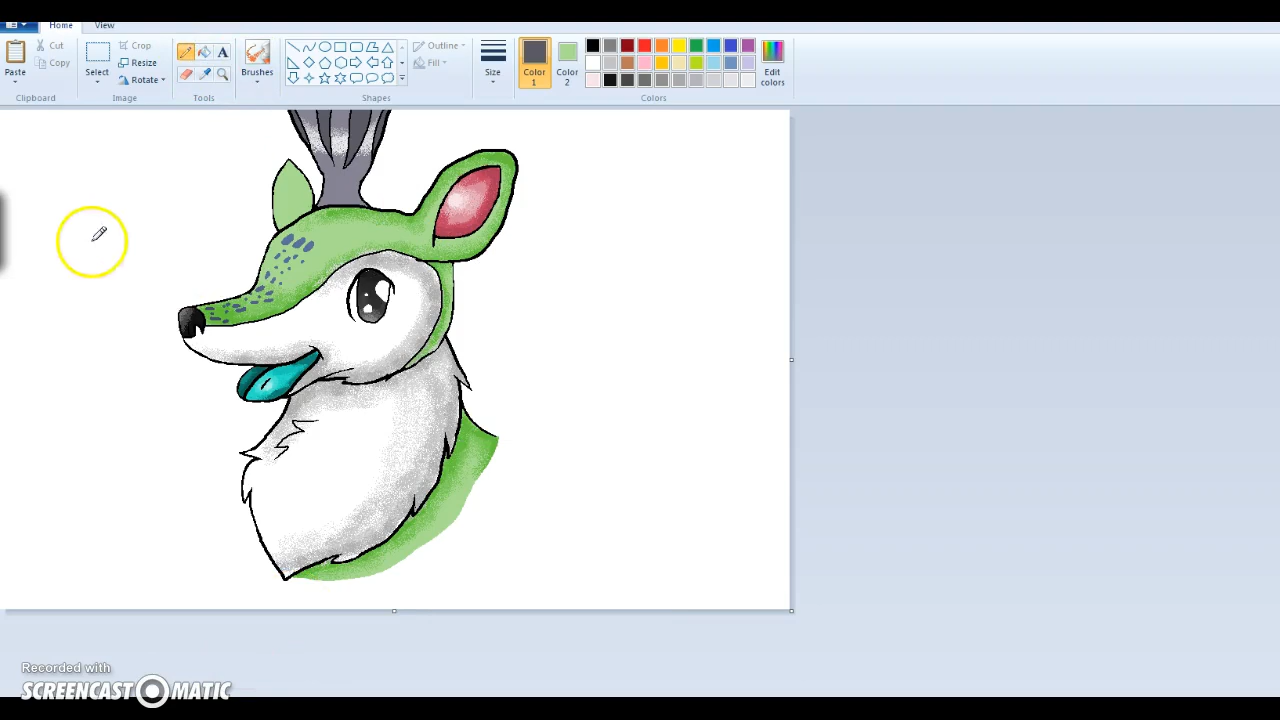 Home View
Cut
Copy
Paste
Clipboard
Select
Crop
Resize
Rotate
Image
Tools
Brushes
Shapes
Outline
Fill
Size
Color 1
Color 2
Edit colors
Colors
Recorded with
SCREENCAST MATIC